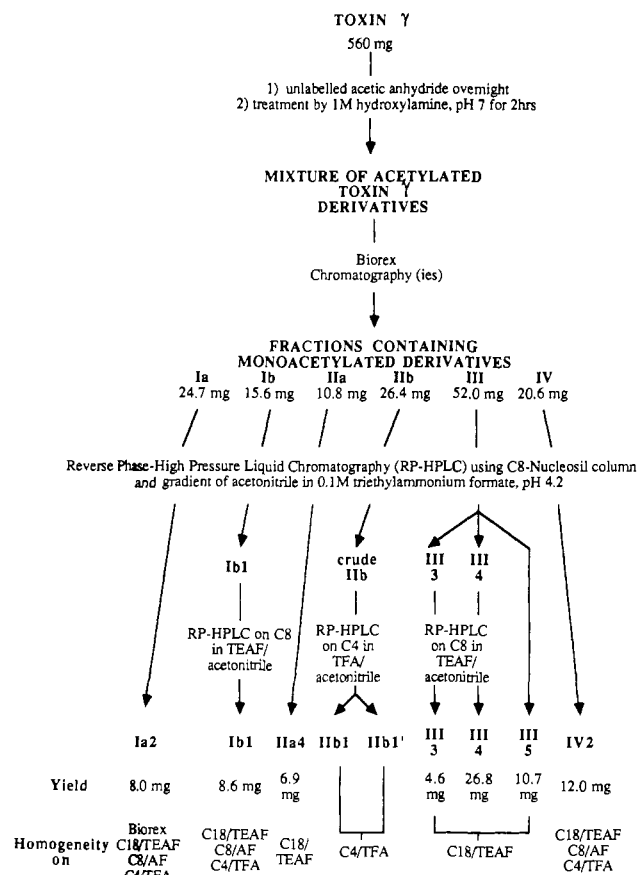 TOXIN γ
560 mg
1) unlabelled acetic anhydride overnight
2) treatment by 1M hydroxylamine, pH 7 for 2hrs
MIXTURE OF ACETYLATED
TOXIN γ
DERIVATIVES
Biorex
Chromatography (ies)
FRACTIONS CONTAINING
MONOACETYLATED DERIVATIVES
Ia Ib IIa IIb III IV
24.7 mg 15.6 mg 10.8 mg 26.4 mg 52.0 mg 20.6 mg
Reverse Phase-High Pressure Liquid Chromatography (RP-HPLC) using C8-Nucleosil column
and gradient of acetonitrile in 0.1M triethylammonium formate, pH 4.2
Ib1 crude III III
IIb 3 4
RP-HPLC on C8 RP-HPLC RP-HPLC
in TEAF/ on C4 in on C8 in
acetonitrile TFA/ TEAF/
acetonitrile acetonitrile
Ia2 Ib1 IIa4 IIb1 IIb1' III III III IV2
3 4 5
Yield 8.0 mg 8.6 mg 6.9 mg 4.6 mg 26.8 mg 10.7 mg 12.0 mg
Homogeneity on
Biorex C18/TEAF C8/AF C4/TFA
C18/TEAF C8/AF C4/TFA
C18/ TEAF
C4/TFA
C18/TEAF
C18/TEAF C8/AF C4/TFA